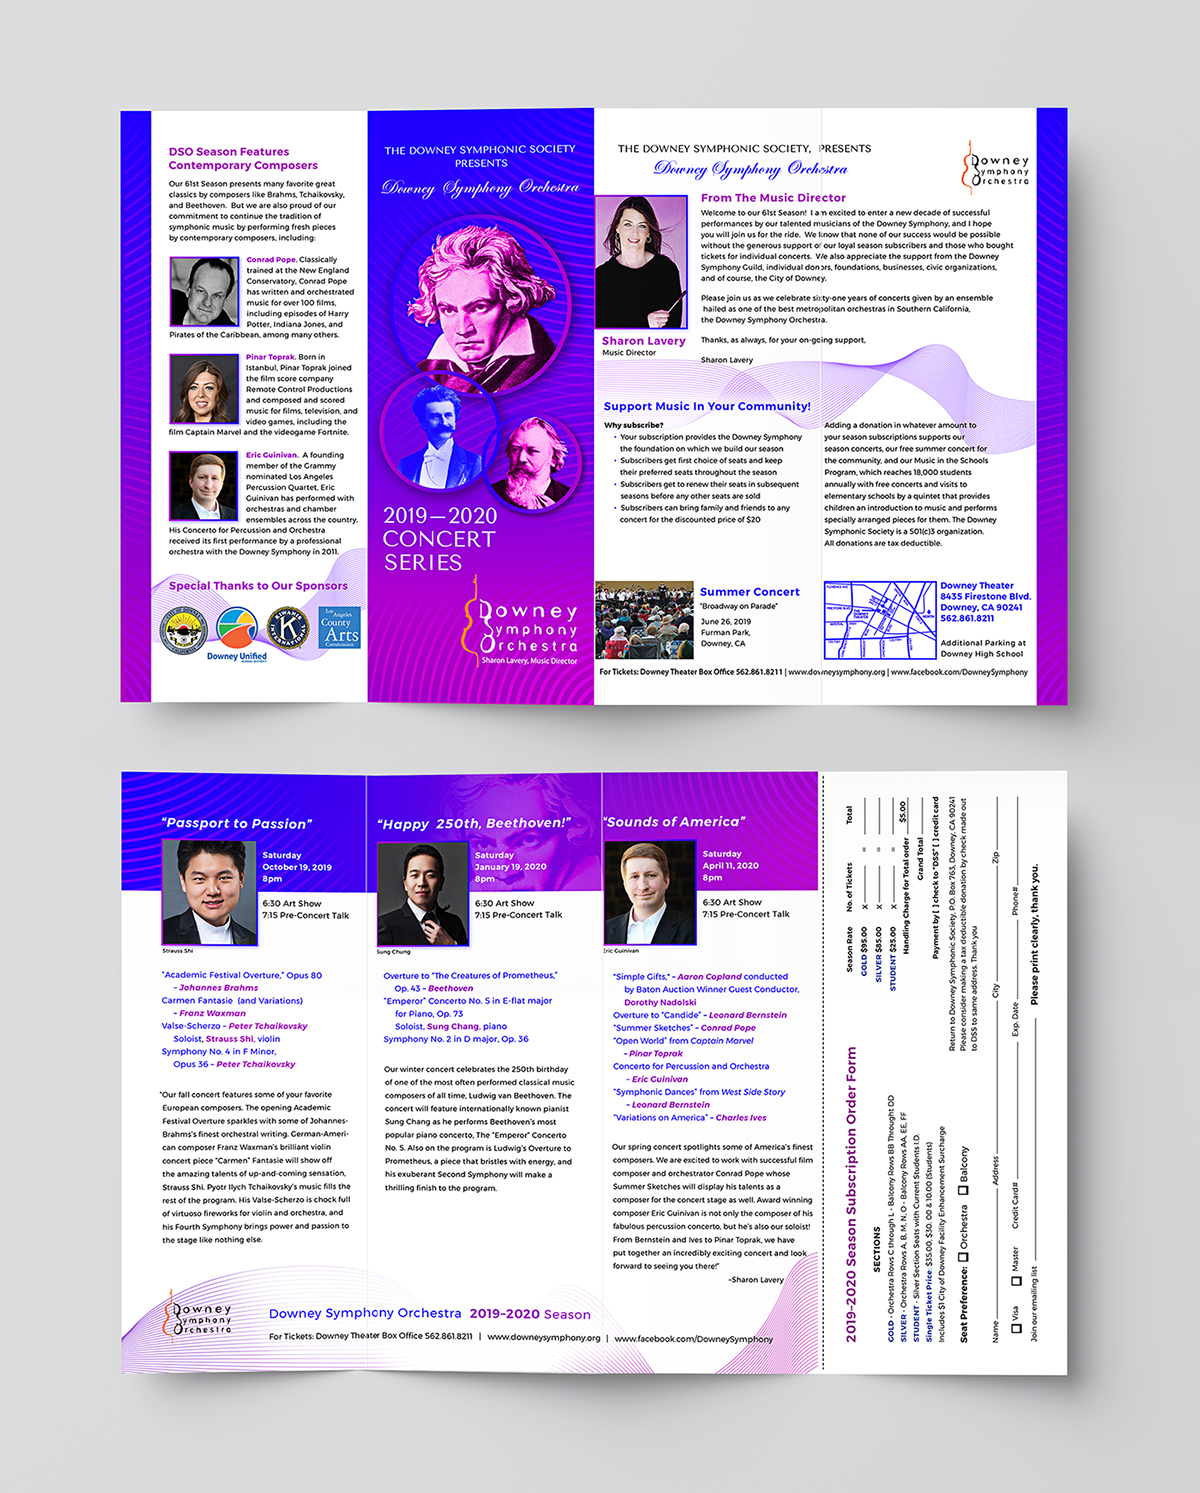 DSO Season Features
Contemporary Composers
Our 61st Season presents many favorite great
classics by composers like Brahms, Tchaikovsky,
and Beethoven.  But we are also proud of our
commitment to continue the tradition of
symphonic music by performing fresh pieces
by contemporary composers, including:
Conrad Pope. Classically
trained at the New England
Conservatory, Conrad Pope
has written and orchestrated
music for over 100 films,
including episodes of Harry
Potter, Indiana Jones, and
Pirates of the Caribbean, among many others.
Pinar Toprak. Born in
Istanbul, Pinar Toprak joined
the film score company
Remote Control Productions
and composed and scored
music for films, television, and
video games, including the
film Captain Marvel and the videogame Fortnite.
Eric Guinivan.  A founding
member of the Grammy
nominated Los Angeles
Percussion Quartet, Eric
Guinivan has performed with
orchestras and chamber
ensembles across the country.
His Concerto for Percussion and Orchestra
received its first performance by a professional
orchestra with the Downey Symphony in 2011.
Special Thanks to Our Sponsors
Downey Unified
SCHOOL DISTRICT
KIWANIS
INTERNATIONAL
K
Los
Angeles
County
Arts
Commission
THE DOWNEY SYMPHONIC SOCIETY
PRESENTS
Downey Symphony Orchestra
2019–2020
CONCERT
SERIES
Downey
Symphony
Orchestra
Sharon Lavery, Music Director
THE DOWNEY SYMPHONIC SOCIETY, PRESENTS
Downey Symphony Orchestra
Downey
Symphony
Orchestra
From The Music Director
Welcome to our 61st Season!  I am excited to enter a new decade of successful
performances by our talented musicians of the Downey Symphony, and I hope
you will join us for the ride.  We know that none of our success would be possible
without the generous support of our loyal season subscribers and those who bought
tickets for individual concerts.  We also appreciate the support from the Downey
Symphony Guild, individual donors, foundations, businesses, civic organizations,
and of course, the City of Downey.
Please join us as we celebrate sixty-one years of concerts given by an ensemble
hailed as one of the best metropolitan orchestras in Southern California,
the Downey Symphony Orchestra.
Thanks, as always, for your on-going support,
Sharon Lavery
Sharon Lavery
Music Director
Support Music In Your Community!
Why subscribe?
• Your subscription provides the Downey Symphony
the foundation on which we build our season
• Subscribers get first choice of seats and keep
their preferred seats throughout the season
• Subscribers get to renew their seats in subsequent
seasons before any other seats are sold
• Subscribers can bring family and friends to any
concert for the discounted price of $20
Adding a donation in whatever amount to
your season subscriptions supports our
season concerts, our free summer concert for
the community, and our Music in the Schools
Program, which reaches 18,000 students
annually with free concerts and visits to
elementary schools by a quintet that provides
children an introduction to music and performs
specially arranged pieces for them. The Downey
Symphonic Society is a 501(c)3 organization.
All donations are tax deductible.
Summer Concert
"Broadway on Parade"
June 26, 2019
Furman Park,
Downey, CA
THE
DOWNEY
THEATER
NORTH
Downey Theater
8435 Firestone Blvd.
Downey, CA 90241
562.861.8211
Additional Parking at
Downey High School
For Tickets: Downey Theater Box Office 562.861.8211 | www.downeysymphony.org | www.facebook.com/DowneySymphony
"Passport to Passion"
Saturday
October 19, 2019
8pm
6:30 Art Show
7:15 Pre-Concert Talk
Strauss Shi
"Academic Festival Overture," Opus 80
– Johannes Brahms
Carmen Fantasie  (and Variations)
– Franz Waxman
Valse-Scherzo – Peter Tchaikovsky
Soloist, Strauss Shi, violin
Symphony No. 4 in F Minor,
Opus 36 – Peter Tchaikovsky
"Our fall concert features some of your favorite
European composers. The opening Academic
Festival Overture sparkles with some of Johannes-
Brahms's finest orchestral writing. German-Ameri-
can composer Franz Waxman's brilliant violin
concert piece "Carmen" Fantasie will show off
the amazing talents of up-and-coming sensation,
Strauss Shi. Pyotr Ilych Tchaikovsky's music fills the
rest of the program. His Valse-Scherzo is chock full
of virtuoso fireworks for violin and orchestra, and
his Fourth Symphony brings power and passion to
the stage like nothing else.
"Happy  250th, Beethoven!"
Saturday
January 19, 2020
8pm
6:30 Art Show
7:15 Pre-Concert Talk
Sung Chung
Overture to "The Creatures of Prometheus,"
Op. 43 – Beethoven
"Emperor" Concerto No. 5 in E-flat major
for Piano, Op. 73
Soloist, Sung Chang, piano
Symphony No. 2 in D major, Op. 36
Our winter concert celebrates the 250th birthday
of one of the most often performed classical music
composers of all time, Ludwig van Beethoven. The
concert will feature internationally known pianist
Sung Chang as he performs Beethoven's most
popular piano concerto, The "Emperor" Concerto
No. 5. Also on the program is Ludwig's Overture to
Prometheus, a piece that bristles with energy, and
his exuberant Second Symphony will make a
thrilling finish to the program.
"Sounds of America"
Saturday
April 11, 2020
8pm
6:30 Art Show
7:15 Pre-Concert Talk
Eric Guinivan
"Simple Gifts," – Aaron Copland conducted
by Baton Auction Winner Guest Conductor,
Dorothy Nadolski
Overture to "Candide" – Leonard Bernstein
"Summer Sketches" – Conrad Pope
"Open World" from Captain Marvel
– Pinar Toprak
Concerto for Percussion and Orchestra
– Eric Guinivan
"Symphonic Dances" from West Side Story
– Leonard Bernstein
"Variations on America" – Charles Ives
Our spring concert spotlights some of America's finest
composers. We are excited to work with successful film
composer and orchestrator Conrad Pope whose
Summer Sketches will display his talents as a
composer for the concert stage as well. Award winning
composer Eric Guinivan is not only the composer of his
fabulous percussion concerto, but he's also our soloist!
From Bernstein and Ives to Pinar Toprak, we have
put together an incredibly exciting concert and look
forward to seeing you there!"
–Sharon Lavery
Downey
Symphony
Orchestra
Downey Symphony Orchestra  2019-2020 Season
For Tickets: Downey Theater Box Office 562.861.8211  |  www.downeysymphony.org  |  www.facebook.com/DowneySymphony
2019-2020 Season Subscription Order Form
SECTIONS
GOLD - Orchestra Rows C through L - Balcony Rows BB Throught DD
SILVER - Orchestra Rows A, B, M, N, O - Balcony Rows AA, EE, FF
STUDENT - Silver Section Seats with Current Students I.D.
Single Ticket Price: $35.00, $30. 00 & 10.00 (Students)
Includes $1 City of Downey Facility Enhancement Surcharge
Seat Preference: Orchestra Balcony
Season Rate No. of Tickets Total
GOLD $95.00 X =
SILVER $85.00 X =
STUDENT $25.00 X =
Handling Charge for Total order $5.00
Grand Total
Payment by [ ] check to "DSS" [ ] credit card
Return to Downey Symphonic Society, P.O. Box 763, Downey, CA 90241
Please consider making a tax deductible donation by check made out
to DSS to same address. Thank you
Name Address City Zip
Visa Master Credit Card# Exp. Date Phone#
Join our emailing list Please print clearly, thank you.